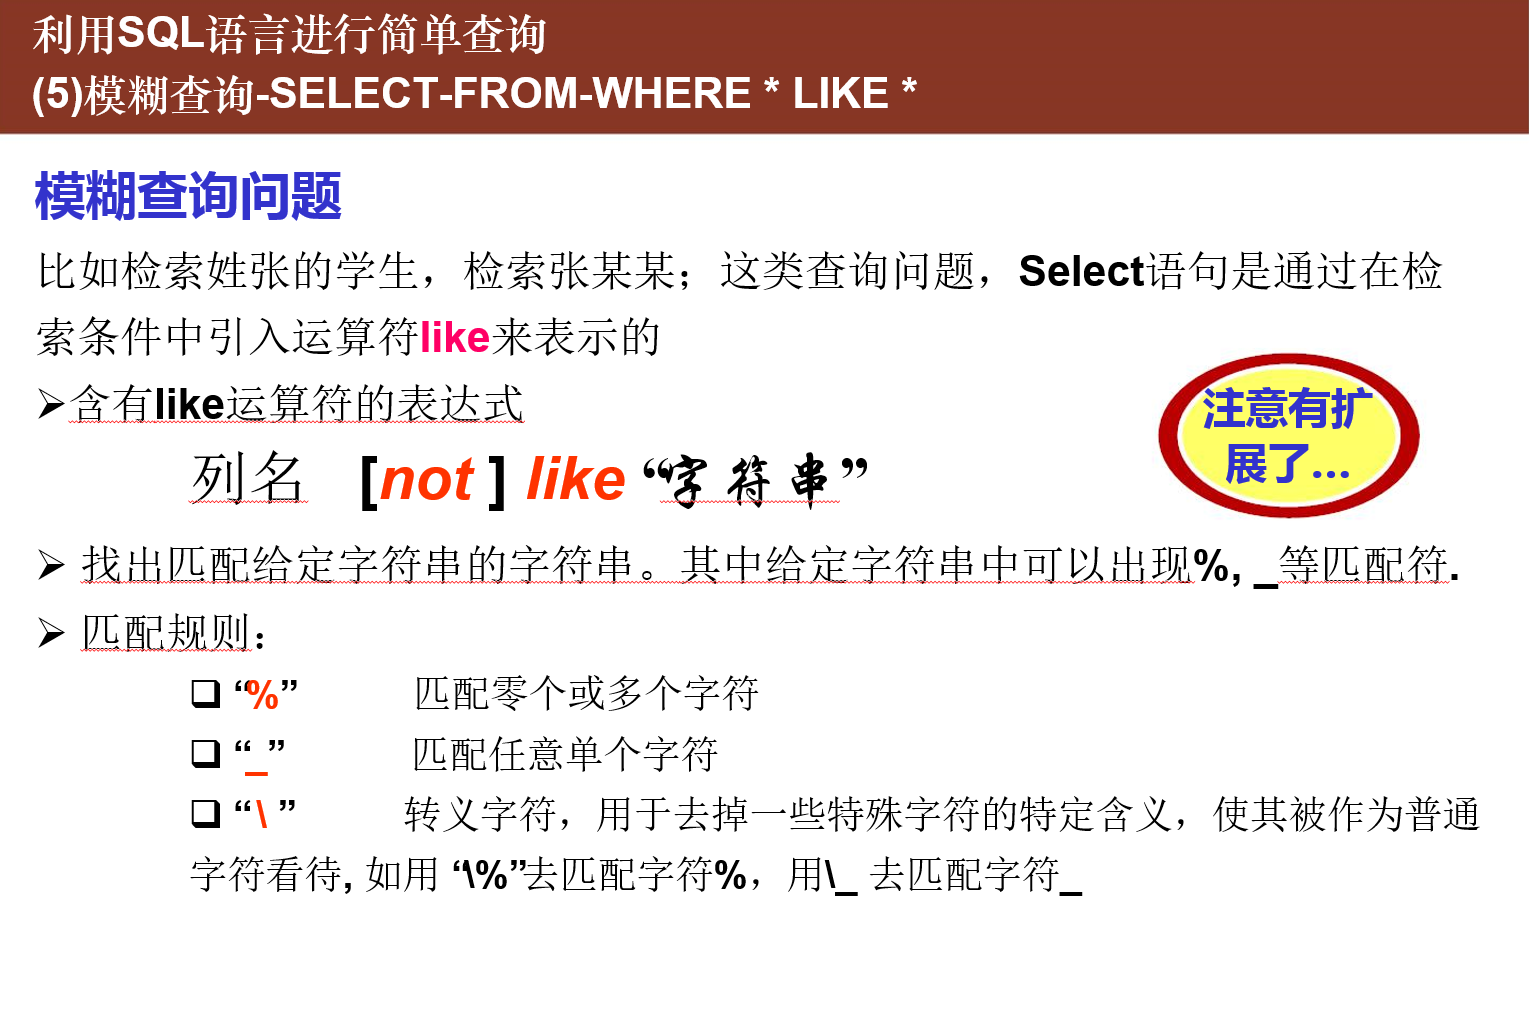 利用SQL语言进行简单查询
(5)模糊查询-SELECT-FROM-WHERE * LIKE *
模糊查询问题
比如检索姓张的学生，检索张某某；这类查询问题，Select语句是通过在检
索条件中引入运算符like来表示的
➢含有like运算符的表达式
列名 [not ] like “字符串”
注意有扩
展了...
➢ 找出匹配给定字符串的字符串。其中给定字符串中可以出现%, _等匹配符.
➢ 匹配规则：
❑ “%” 匹配零个或多个字符
❑ “_” 匹配任意单个字符
❑ “\ ” 转义字符，用于去掉一些特殊字符的特定含义，使其被作为普通
字符看待, 如用 “\%”去匹配字符%，用\_ 去匹配字符_